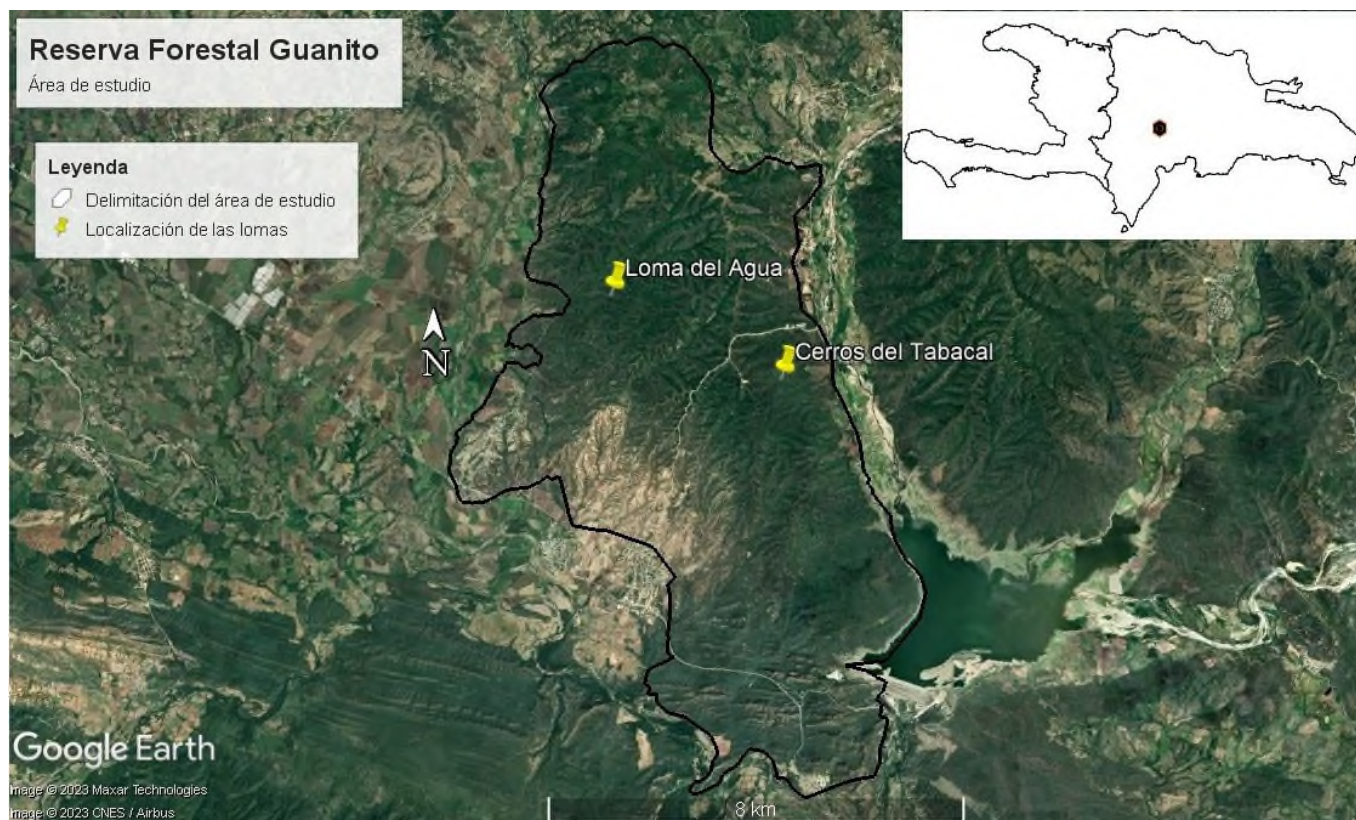 Reserva Forestal Guanito
Área de estudio
Leyenda
Delimitación del área de estudio
Localización de las lomas
Loma del Agua
N
Cerros del Tabacal
Google Earth
Image © 2023 Maxar Technologies
Image © 2023 CNES / Airbus
8 km